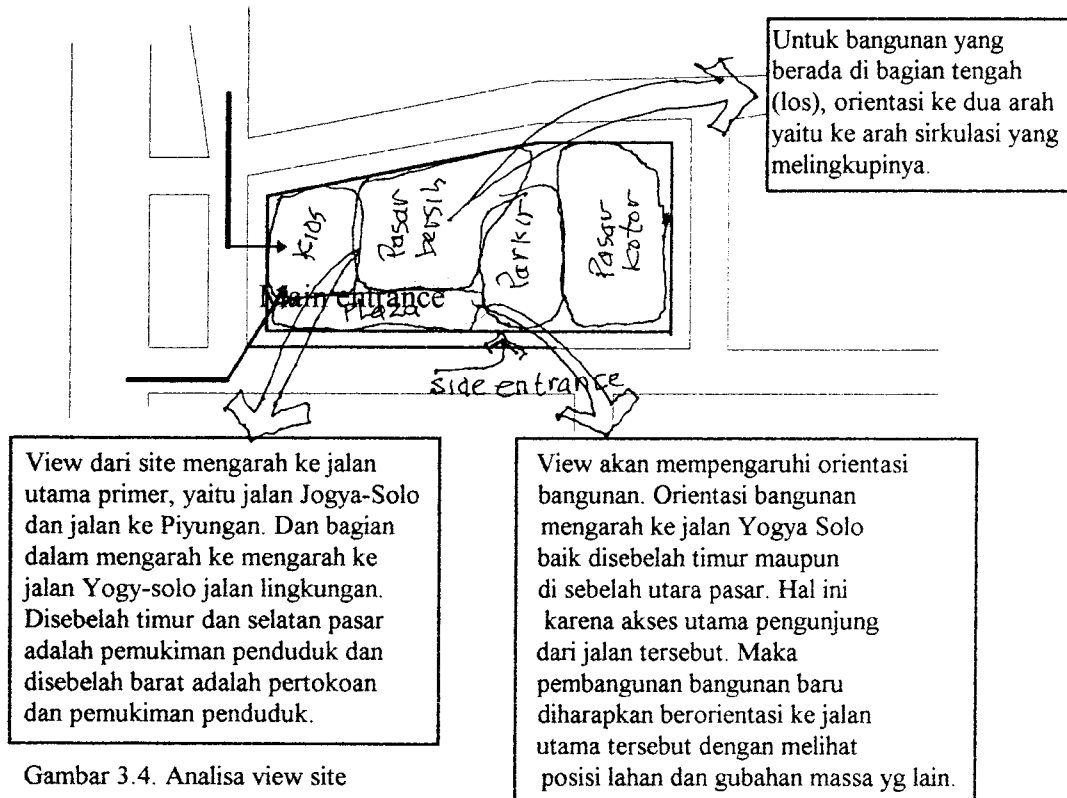 Untuk bangunan yang
berada di bagian tengah
(los), orientasi ke dua arah
yaitu ke arah sirkulasi yang
melingkupinya.
Kios
Pasar
bersih
Parkir
Pasar
kotor
Main entrance
Plaza
side entrance
View dari site mengarah ke jalan
utama primer, yaitu jalan Jogya-Solo
dan jalan ke Piyungan. Dan bagian
dalam mengarah ke mengarah ke
jalan Yogy-solo jalan lingkungan.
Disebelah timur dan selatan pasar
adalah pemukiman penduduk dan
disebelah barat adalah pertokoan
dan pemukiman penduduk.
View akan mempengaruhi orientasi
bangunan. Orientasi bangunan
mengarah ke jalan Yogya Solo
baik disebelah timur maupun
di sebelah utara pasar. Hal ini
karena akses utama pengunjung
dari jalan tersebut. Maka
pembangunan bangunan baru
diharapkan berorientasi ke jalan
utama tersebut dengan melihat
posisi lahan dan gubahan massa yg lain.
Gambar 3.4. Analisa view site